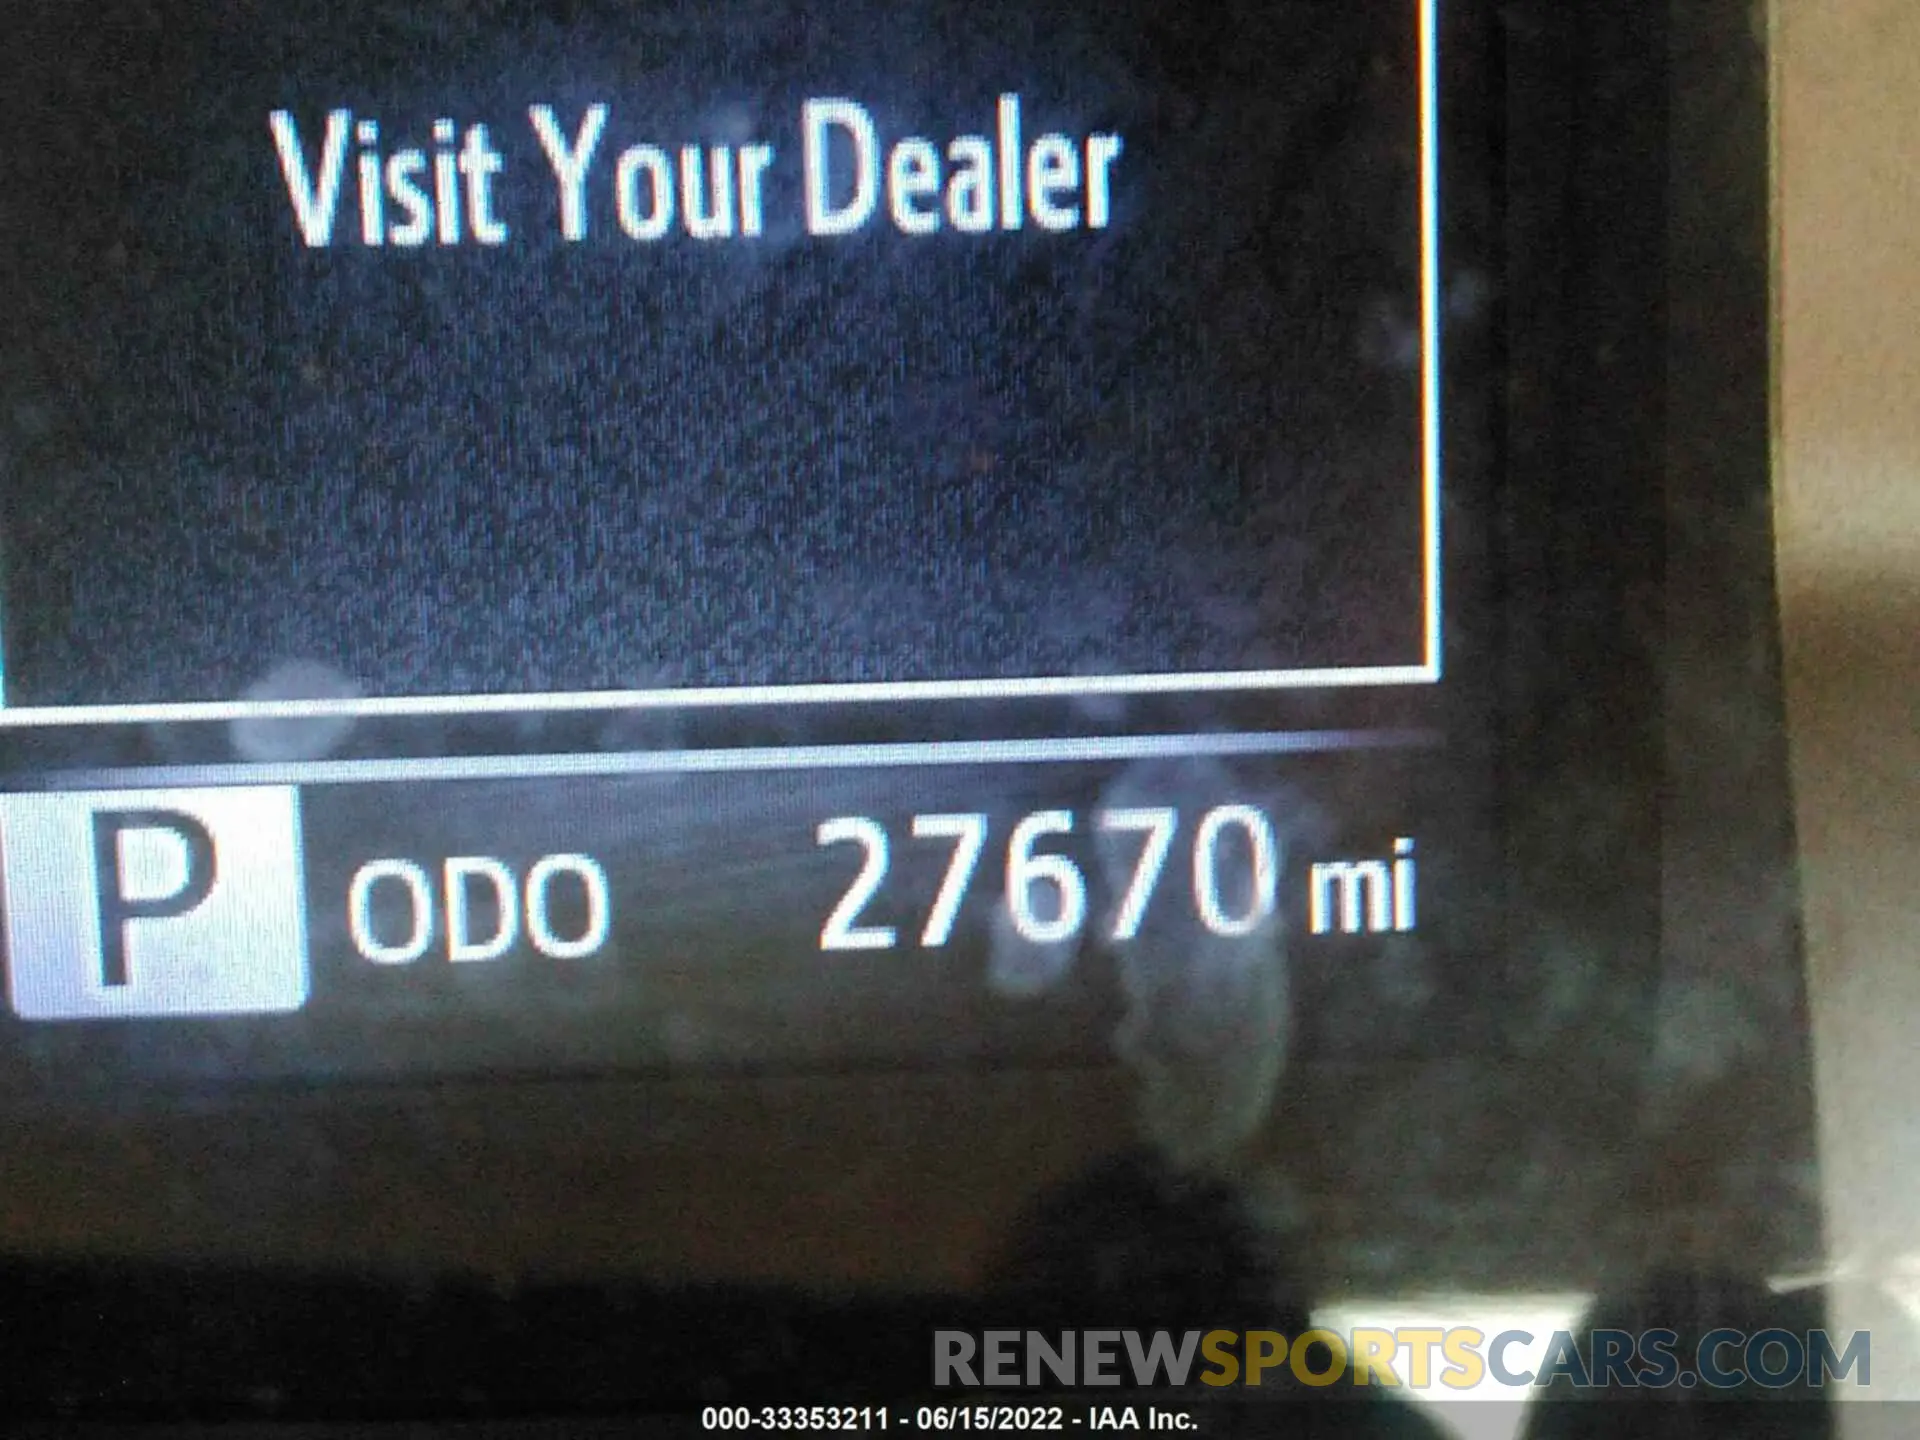 Visit Your Dealer
P ODO 27670 mi
RENEWSPORTSCARS.COM
000-33353211 - 06/15/2022 - IAA Inc.